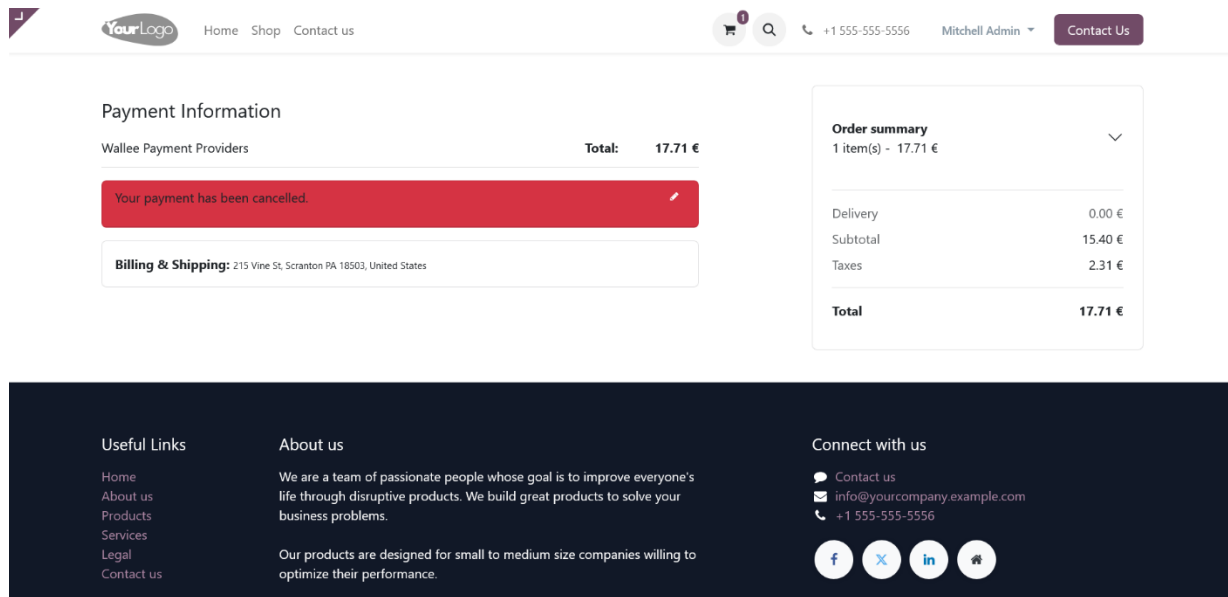 YourLogo
Home Shop Contact us
1
+1 555-555-5556
Mitchell Admin
Contact Us
Payment Information
Wallee Payment Providers Total: 17.71 €
Your payment has been cancelled.
Billing & Shipping: 215 Vine St, Scranton PA 18503, United States
Order summary
1 item(s) - 17.71 €
Delivery 0.00 €
Subtotal 15.40 €
Taxes 2.31 €
Total 17.71 €
Useful Links
Home
About us
Products
Services
Legal
Contact us
About us
We are a team of passionate people whose goal is to improve everyone's
life through disruptive products. We build great products to solve your
business problems.
Our products are designed for small to medium size companies willing to
optimize their performance.
Connect with us
Contact us
info@yourcompany.example.com
+1 555-555-5556